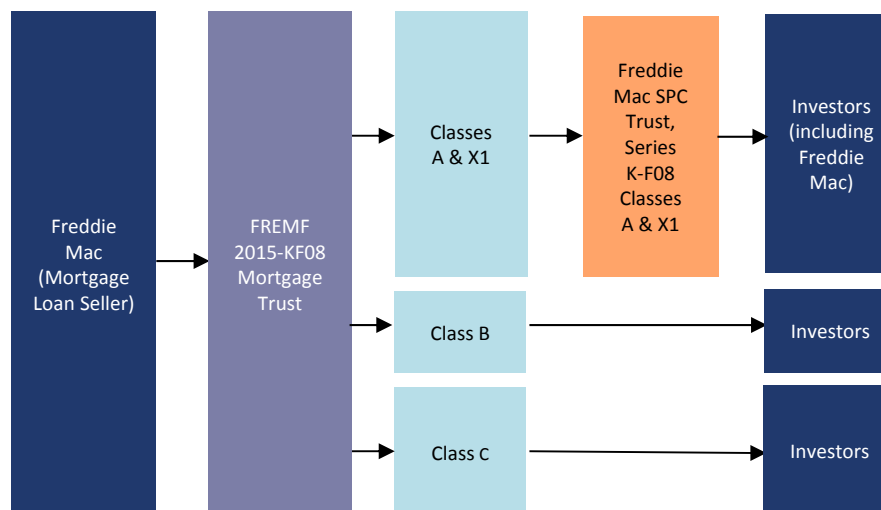 Freddie
Mac
(Mortgage
Loan Seller)
FREMF
2015-KF08
Mortgage
Trust
Classes
A & X1
Freddie
Mac SPC
Trust,
Series
K-F08
Classes
A & X1
Investors
(including
Freddie
Mac)
Class B
Investors
Class C
Investors